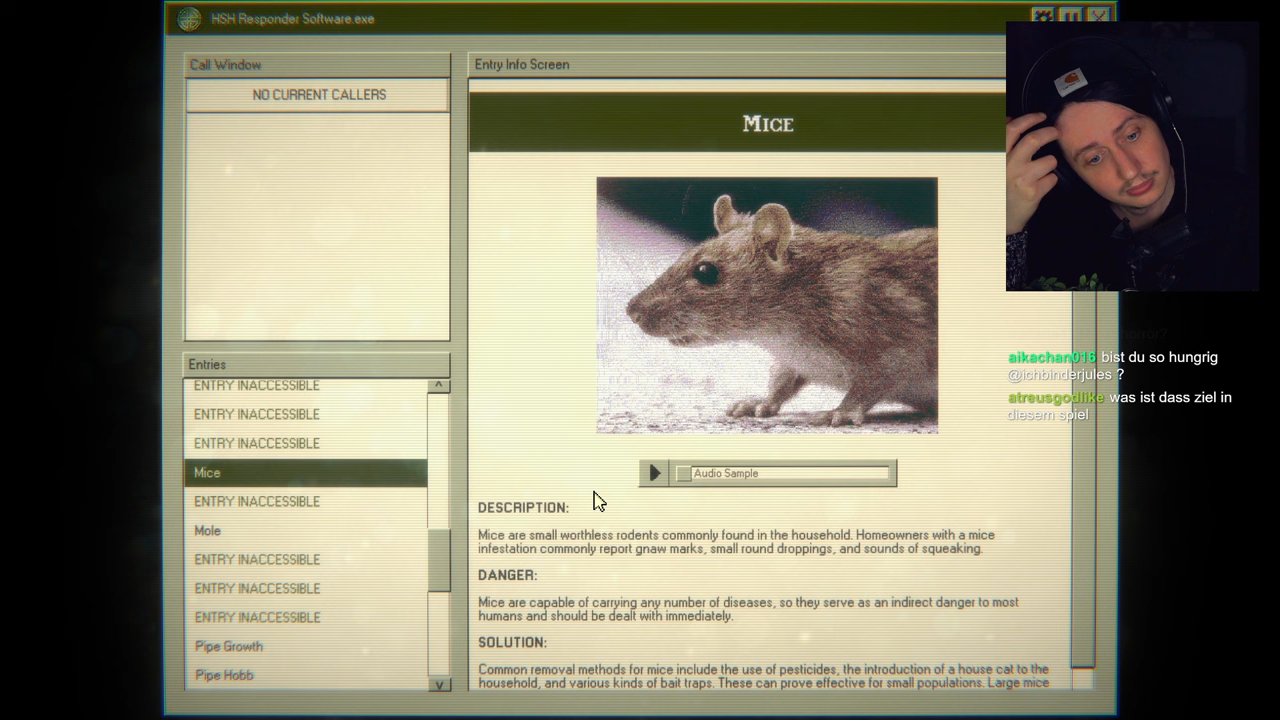 HSH Responder Software.exe
Call Window
NO CURRENT CALLERS
Entries
ENTRY INACCESSIBLE
ENTRY INACCESSIBLE
ENTRY INACCESSIBLE
Mice
ENTRY INACCESSIBLE
Mole
ENTRY INACCESSIBLE
ENTRY INACCESSIBLE
ENTRY INACCESSIBLE
Pipe Growth
Pipe Hobb
Entry Info Screen
MICE
Audio Sample
DESCRIPTION:
Mice are small worthless rodents commonly found in the household. Homeowners with a mice
infestation commonly report gnaw marks, small round droppings, and sounds of squeaking.
DANGER:
Mice are capable of carrying any number of diseases, so they serve as an indirect danger to most
humans and should be dealt with immediately.
SOLUTION:
Common removal methods for mice include the use of pesticides, the introduction of a house cat to the
household, and various kinds of bait traps. These can prove effective for small populations. Large mice
horror?
aikachan016 bist du so hungrig
@ichbinderjules ?
atreusgodlike was ist dass ziel in
diesem spiel